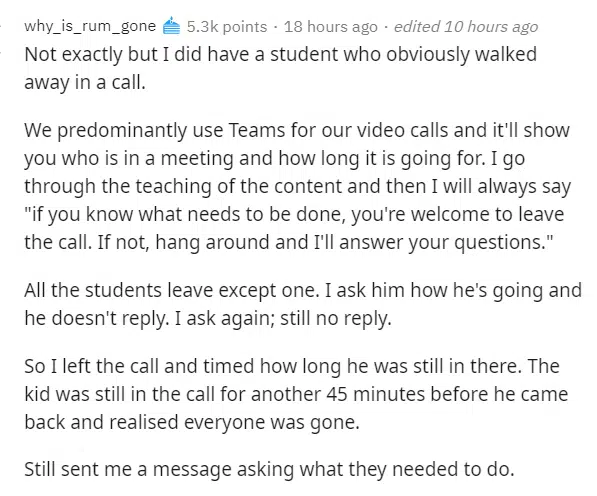 why_is_rum_gone 5.3k points · 18 hours ago · edited 10 hours ago
Not exactly but I did have a student who obviously walked
away in a call.
We predominantly use Teams for our video calls and it'll show
you who is in a meeting and how long it is going for. I go
through the teaching of the content and then I will always say
"if you know what needs to be done, you're welcome to leave
the call. If not, hang around and I'll answer your questions."
All the students leave except one. I ask him how he's going and
he doesn't reply. I ask again; still no reply.
So I left the call and timed how long he was still in there. The
kid was still in the call for another 45 minutes before he came
back and realised everyone was gone.
Still sent me a message asking what they needed to do.